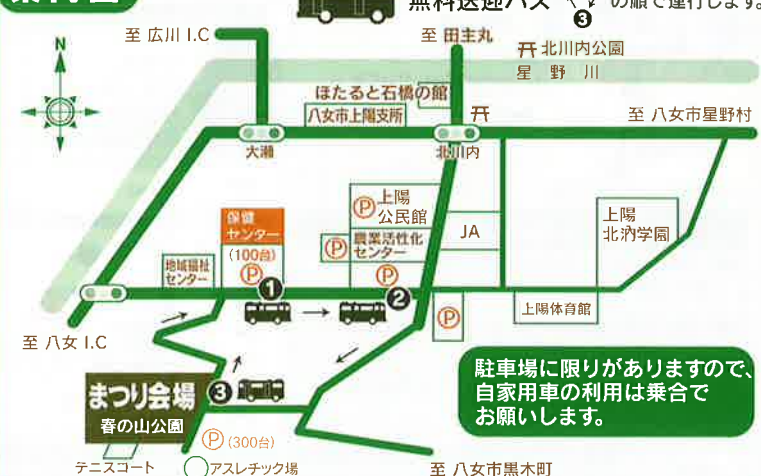 無料送迎バス
❸
の順で運行します。
至 広川 I.C
至 田主丸
北川内公園
星 野 川
N
ほたると石橋の館
八女市上陽支所
至 八女市星野村
大瀬
北川内
保健
センター
(100台)
P
P 上陽
公民館
P 農業活性化
センター
P
JA
上陽
北汭学園
地域福祉
センター
❶
❷
P
上陽体育館
至 八女 I.C
❸
まつり会場
春の山公園
P (300台)
駐車場に限りがありますので、
自家用車の利用は乗合で
お願いします。
テニスコート
アスレチック場
至 八女市黒木町